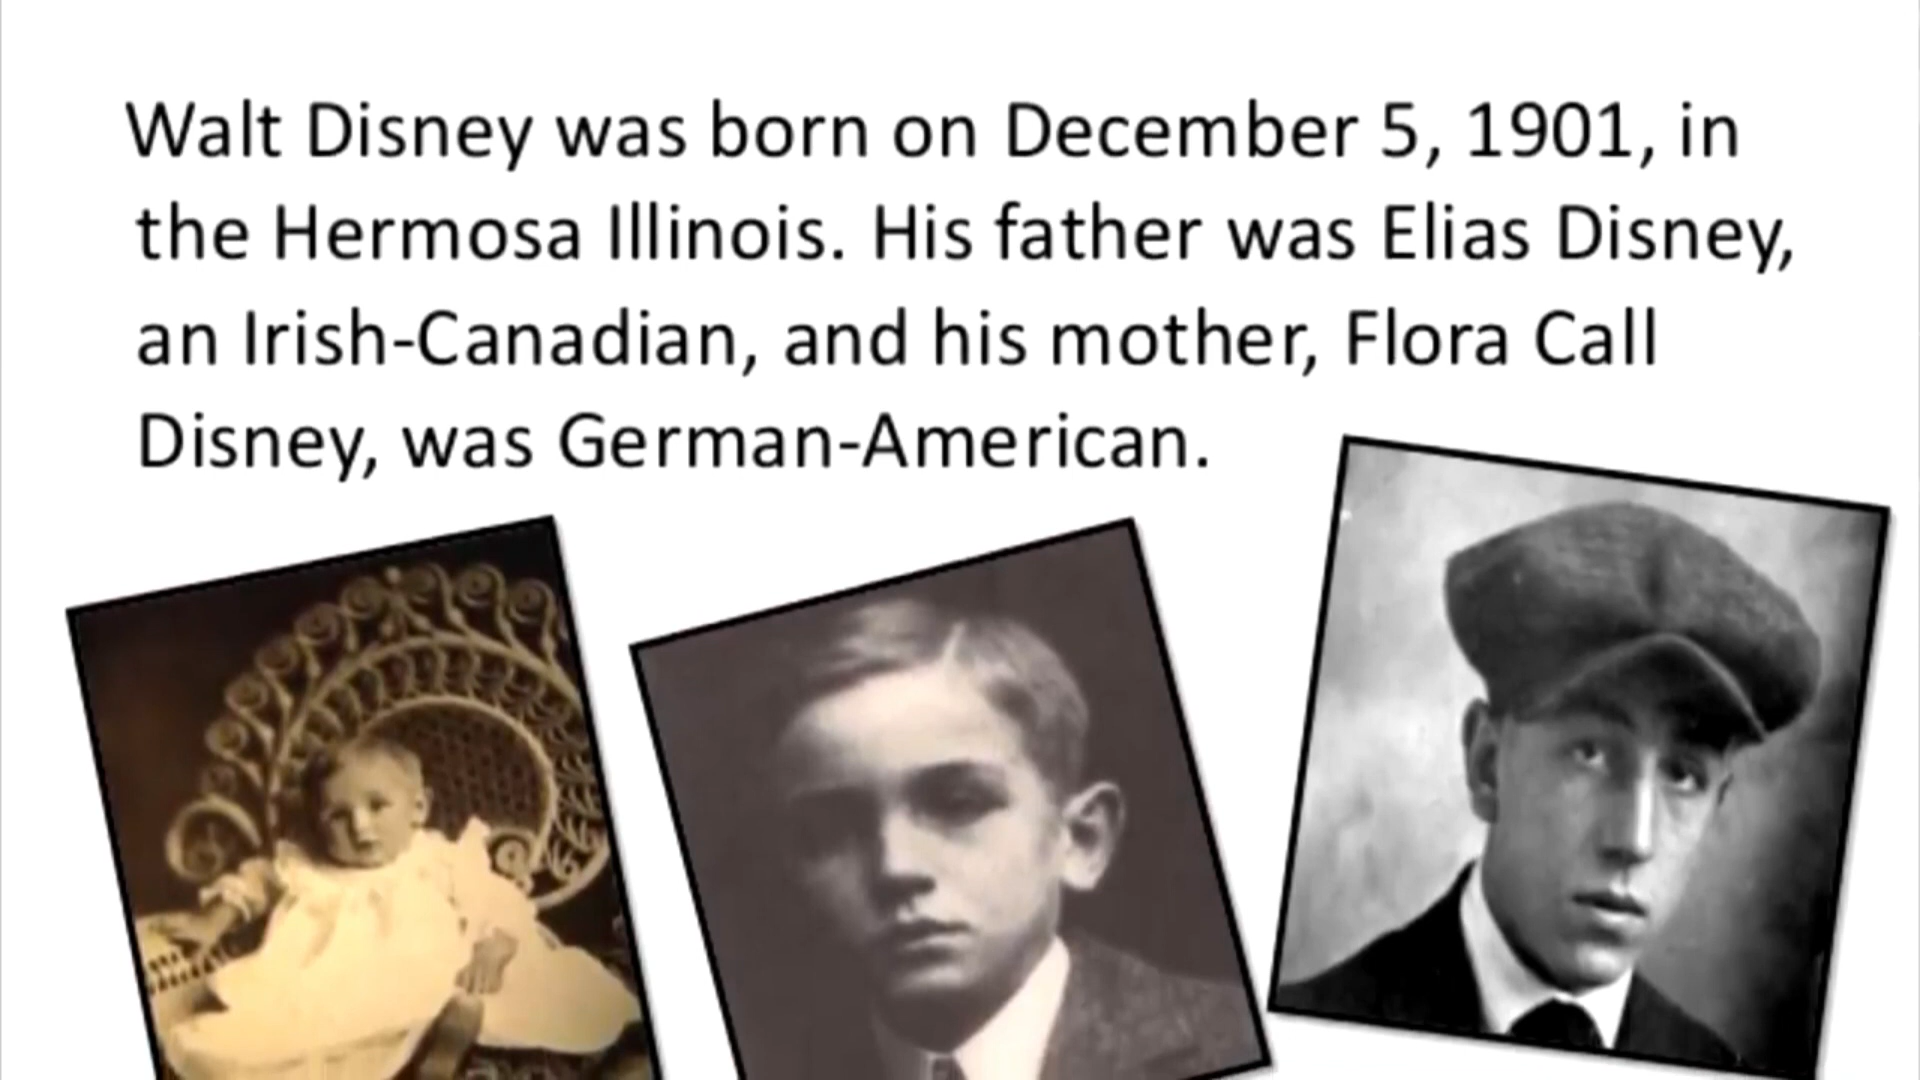 Walt Disney was born on December 5, 1901, in
the Hermosa Illinois. His father was Elias Disney,
an Irish-Canadian, and his mother, Flora Call
Disney, was German-American.